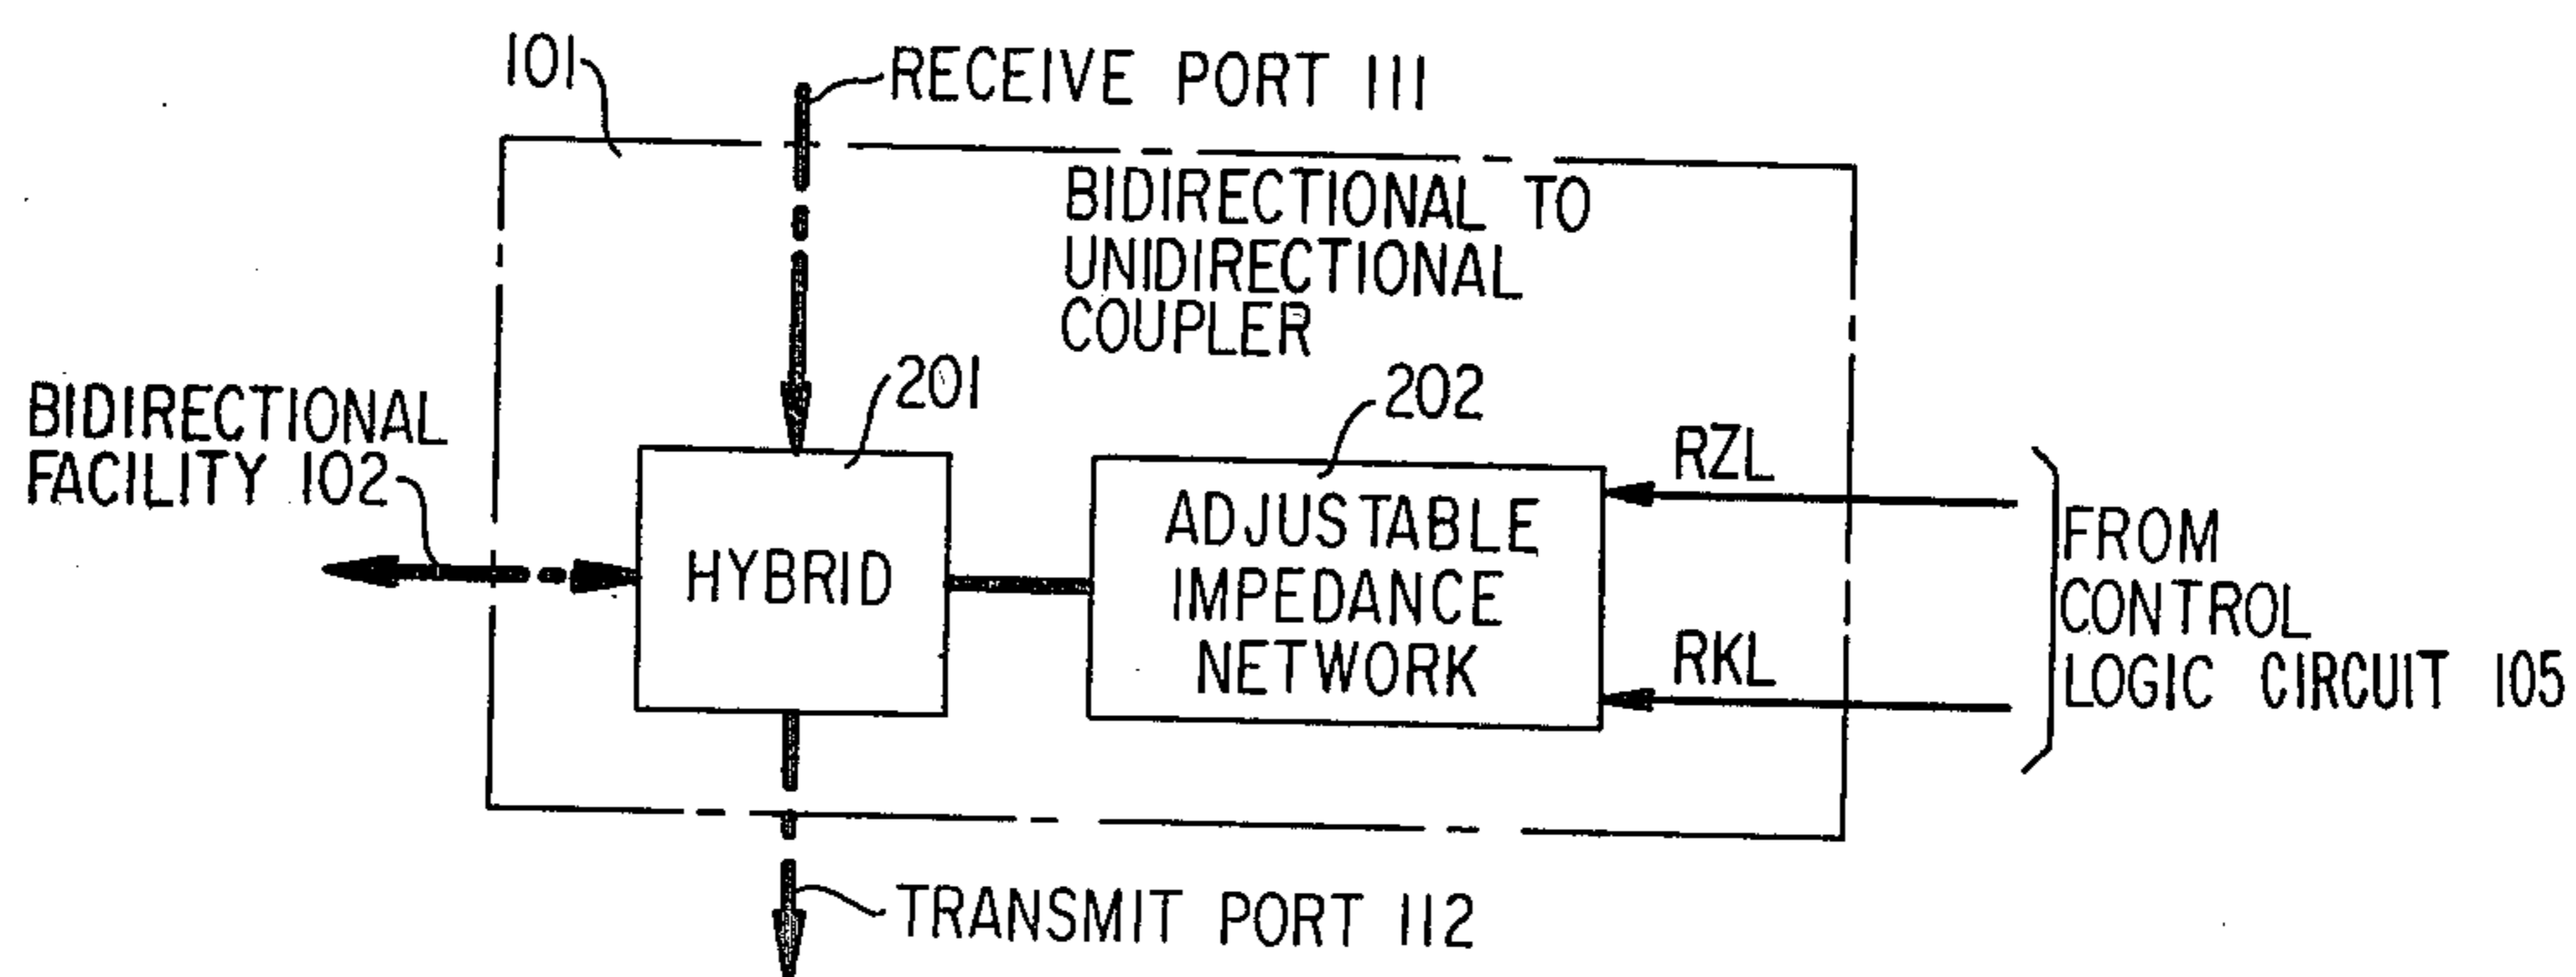 101
RECEIVE PORT 111
BIDIRECTIONAL TO
UNIDIRECTIONAL
COUPLER
201
202
BIDIRECTIONAL
FACILITY 102
HYBRID
ADJUSTABLE
IMPEDANCE
NETWORK
RZL
RKL
FROM
CONTROL
LOGIC CIRCUIT 105
TRANSMIT PORT 112